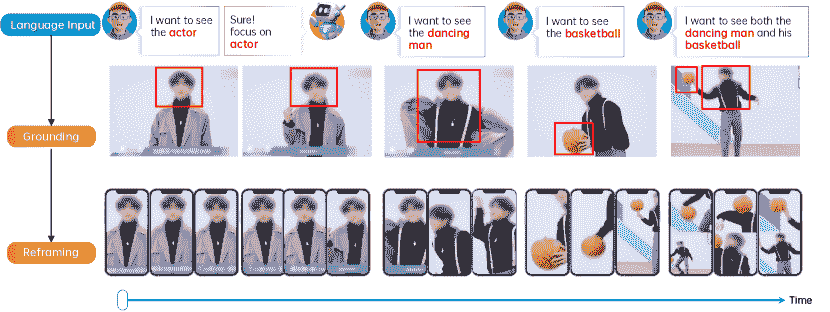 Language Input
I want to see
the actor
Sure!
focus on
actor
I want to see
the dancing
man
I want to see
the basketball
I want to see both the
dancing man and his
basketball
Grounding
Reframing
Time